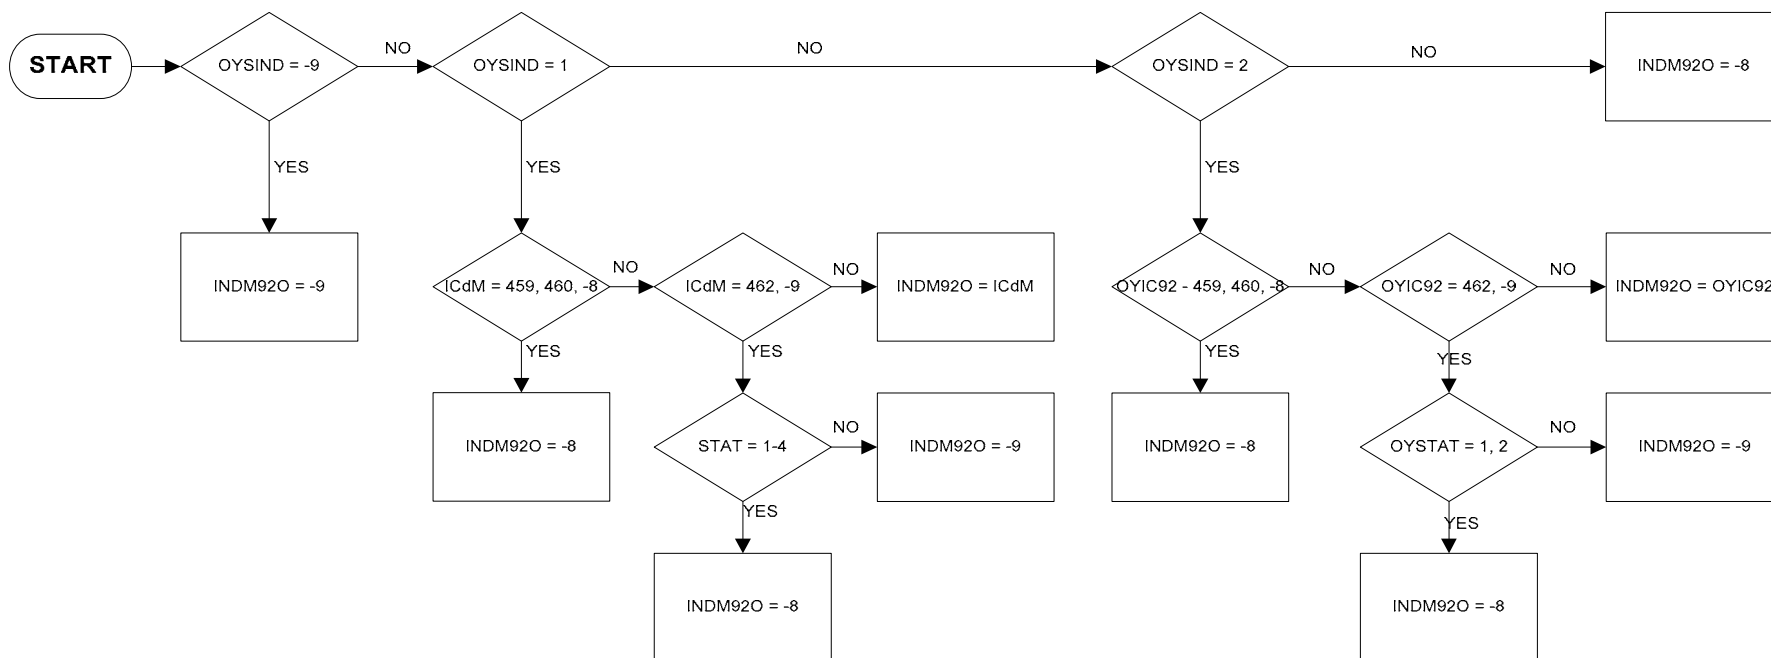 START
OYSIND = -9
NO
OYSIND = 1
NO
OYSIND = 2
NO
INDM92O = -8
YES
YES
YES
INDM92O = -9
ICdM = 459, 460, -8
NO
ICdM = 462, -9
NO
INDM92O = ICdM
OYIC92 - 459, 460, -8
NO
OYIC92 = 462, -9
NO
INDM92O = OYIC92
YES
YES
YES
YES
INDM92O = -8
STAT = 1-4
NO
INDM92O = -9
INDM92O = -8
OYSTAT = 1, 2
NO
INDM92O = -9
YES
YES
INDM92O = -8
INDM92O = -8